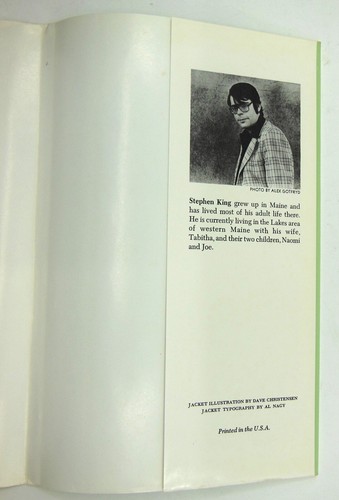 PHOTO BY ALEX GOTFRYD
Stephen King grew up in Maine and
has lived most of his adult life there.
He is currently living in the Lakes area
of western Maine with his wife,
Tabitha, and their two children, Naomi
and Joe.
JACKET ILLUSTRATION BY DAVE CHRISTENSEN
JACKET TYPOGRAPHY BY AL NAGY
Printed in the U.S.A.